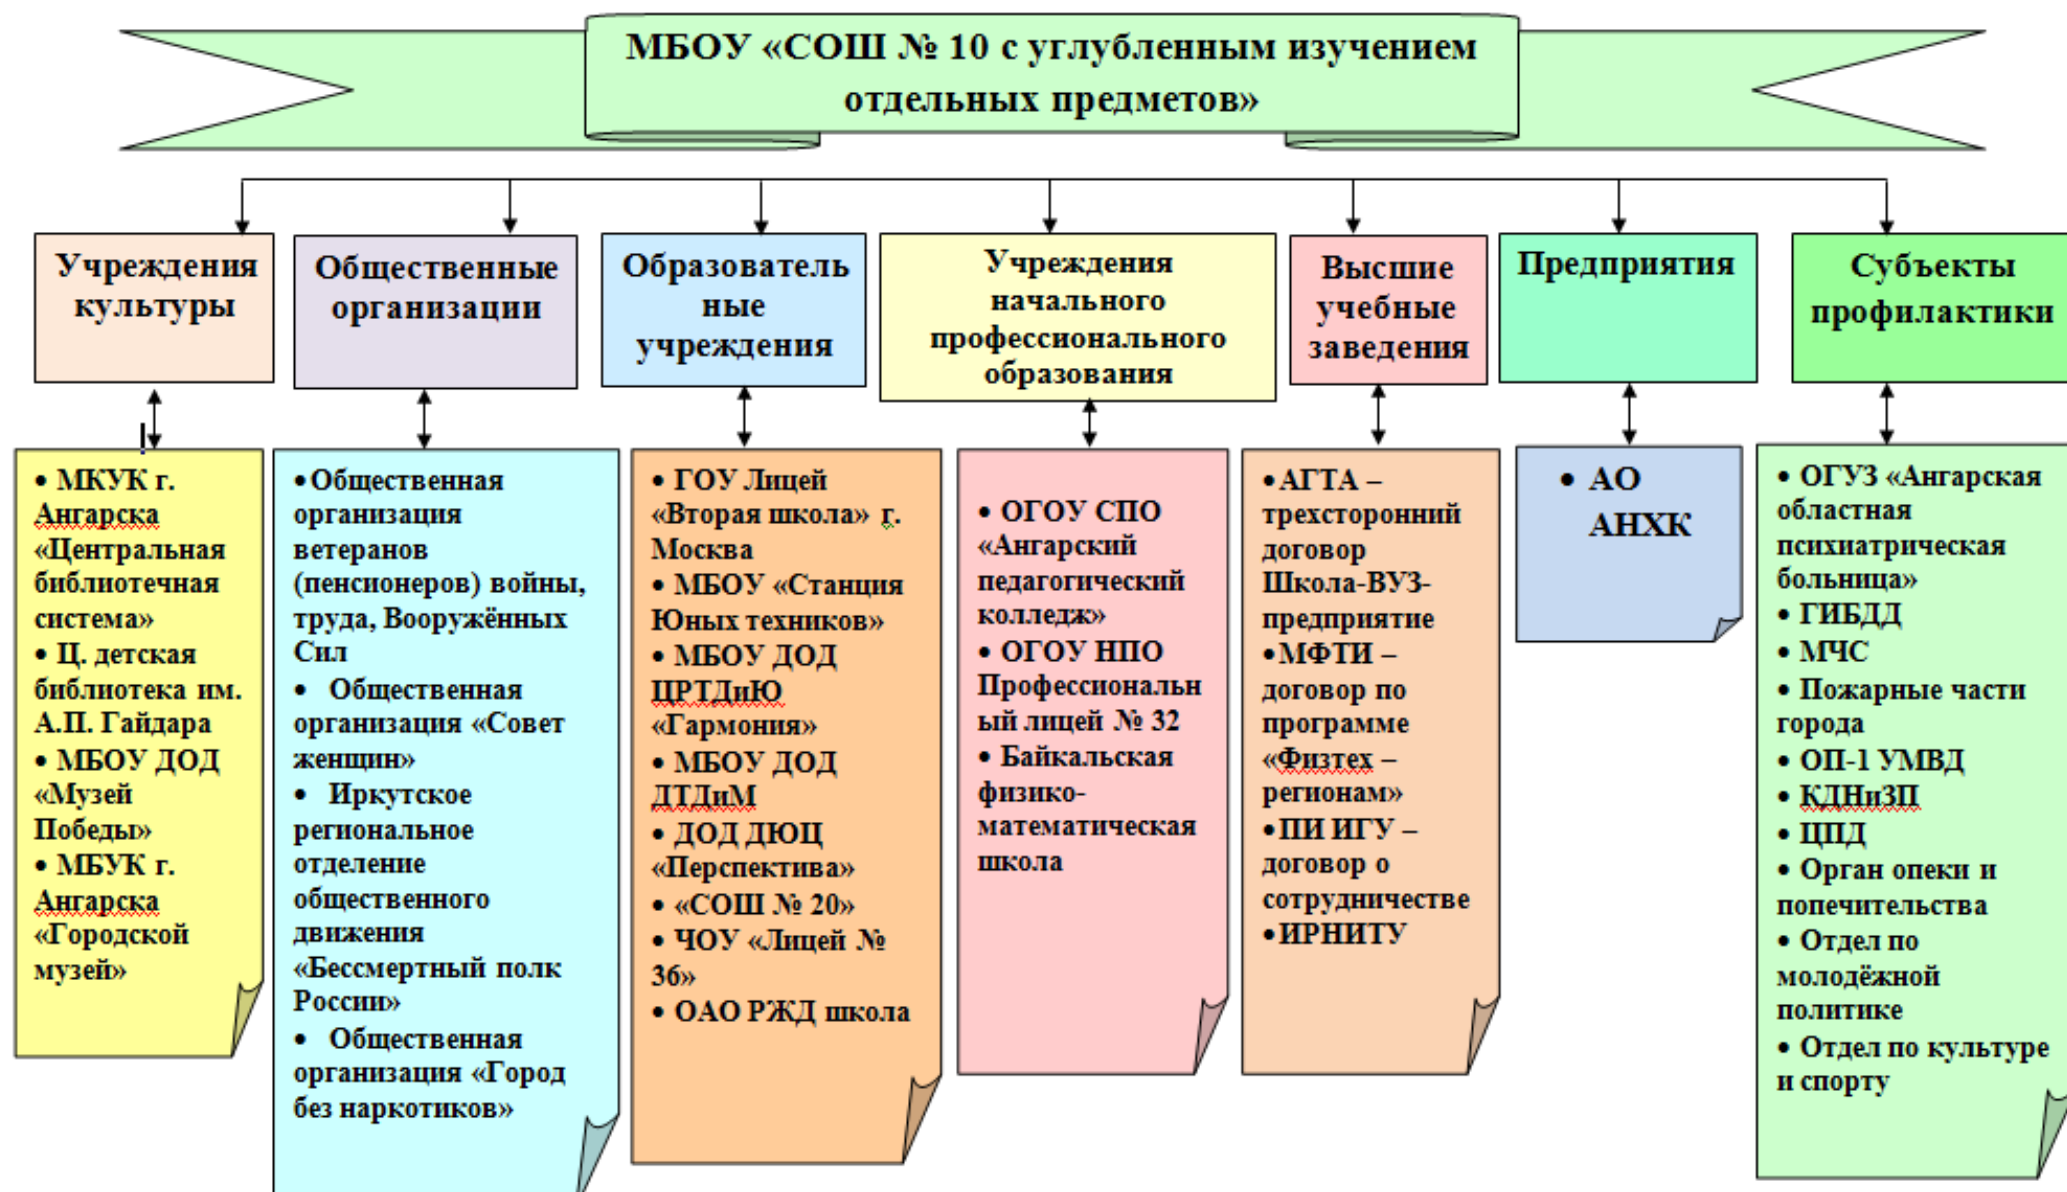 МБОУ «СОШ № 10 с углубленным изучением
отдельных предметов»
Учреждения
культуры
Общественные
организации
Образователь
ные
учреждения
Учреждения
начального
профессионального
образования
Высшие
учебные
заведения
Предприятия
Субъекты
профилактики
• МКУК г.
Ангарска
«Центральная
библиотечная
система»
• Ц. детская
библиотека им.
А.П. Гайдара
• МБОУ ДОД
«Музей
Победы»
• МБУК г.
Ангарска
«Городской
музей»
•Общественная
организация
ветеранов
(пенсионеров) войны,
труда, Вооружённых
Сил
• Общественная
организация «Совет
женщин»
• Иркутское
региональное
отделение
общественного
движения
«Бессмертный полк
России»
• Общественная
организация «Город
без наркотиков»
• ГОУ Лицей
«Вторая школа» г.
Москва
• МБОУ «Станция
Юных техников»
• МБОУ ДОД
ЦРТДиЮ
«Гармония»
• МБОУ ДОД
ДТДиМ
• ДОД ДЮЦ
«Перспектива»
• «СОШ № 20»
• ЧОУ «Лицей №
36»
• ОАО РЖД школа
• ОГОУ СПО
«Ангарский
педагогический
колледж»
• ОГОУ НПО
Профессиональн
ый лицей № 32
• Байкальская
физико-
математическая
школа
•АГТА –
трехсторонний
договор
Школа-ВУЗ-
предприятие
•МФТИ –
договор по
программе
«Физтех –
регионам»
•ПИ ИГУ –
договор о
сотрудничестве
•ИРНИТУ
• АО
АНХК
• ОГУЗ «Ангарская
областная
психиатрическая
больница»
• ГИБДД
• МЧС
• Пожарные части
города
• ОП-1 УМВД
• КДНиЗП
• ЦПД
• Орган опеки и
попечительства
• Отдел по
молодёжной
политике
• Отдел по культуре
и спорту